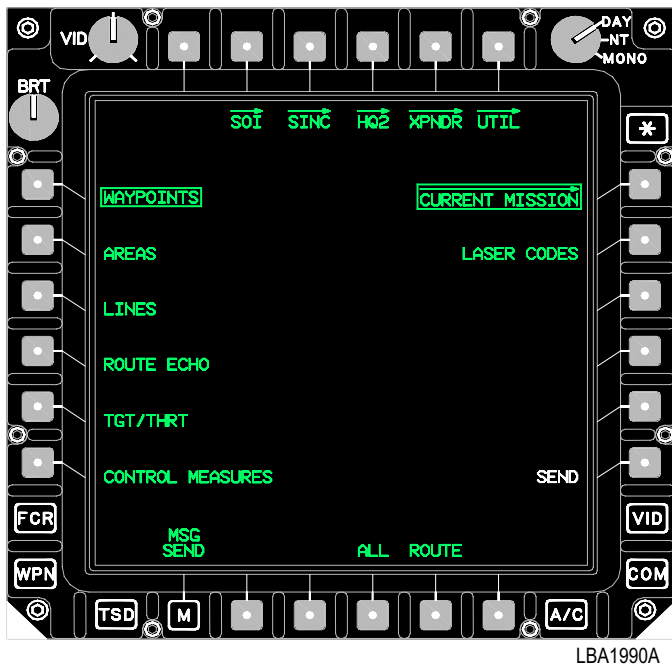 VID
DAY
NT
MONO
BRT
SOI SINC HQ2 XPNDR UTIL
*
WAYPOINTS CURRENT MISSION
AREAS LASER CODES
LINES
ROUTE ECHO
TGT/THRT
CONTROL MEASURES SEND
FCR VID
MSG
SEND ALL ROUTE
WPN COM
TSD M A/C
LBA1990A